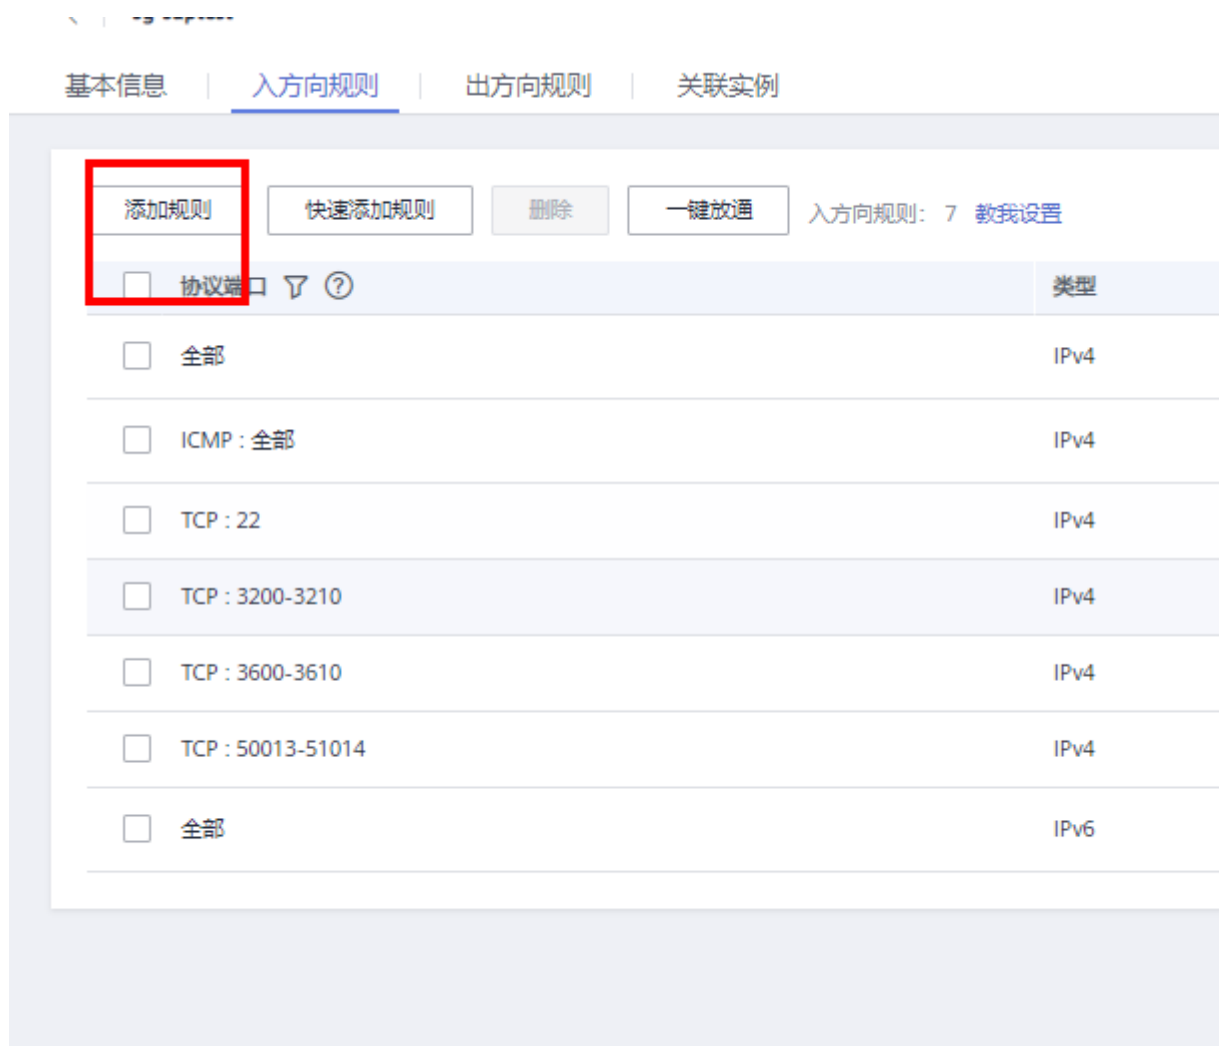 基本信息 入方向规则 出方向规则 关联实例
添加规则 快速添加规则 删除 一键放通 入方向规则: 7 教我设置
协议端口 类型
全部 IPv4
ICMP : 全部 IPv4
TCP : 22 IPv4
TCP : 3200-3210 IPv4
TCP : 3600-3610 IPv4
TCP : 50013-51014 IPv4
全部 IPv6